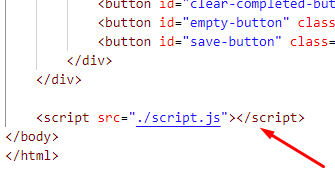 <button id="clear-completed-but
<button id="empty-button" class
<button id="save-button" class=
</div>
</div>
<script src="./script.js"></script>
</body>
</html>